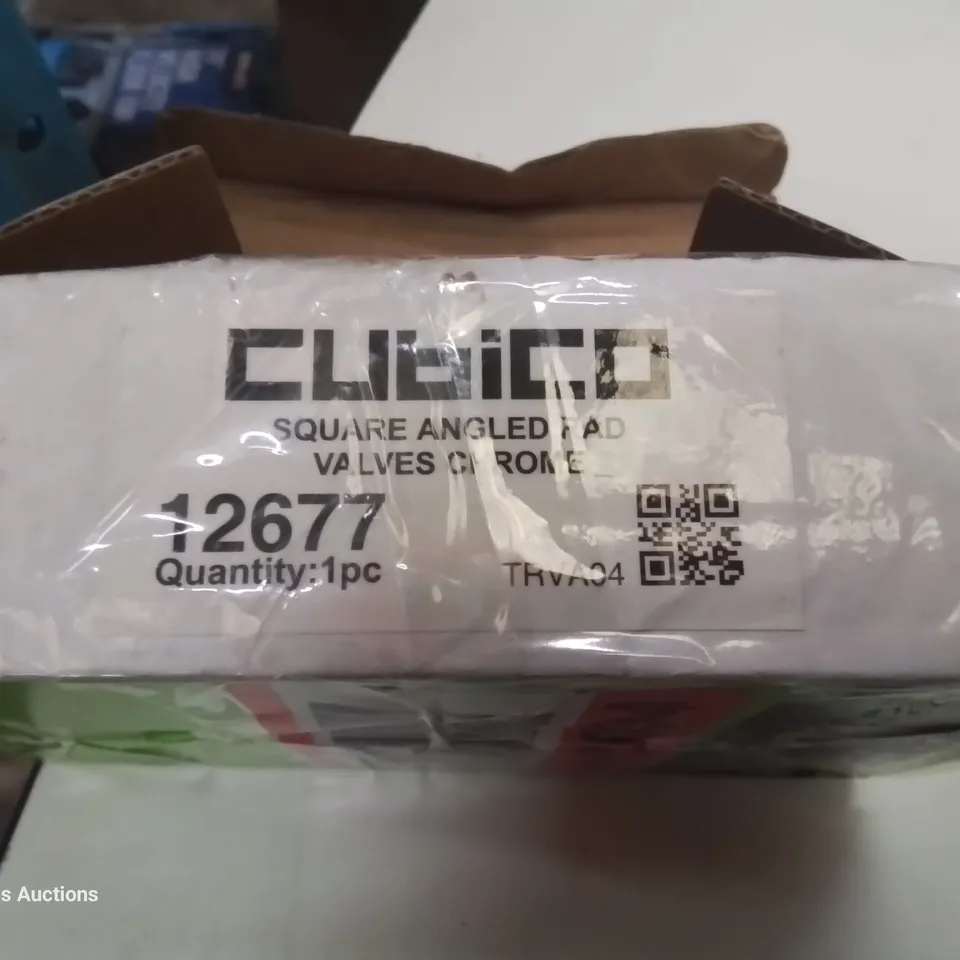 CUBICO
SQUARE ANGLED RAD
VALVES CHROME
12677
Quantity:1pc
TRVA04
s Auctions